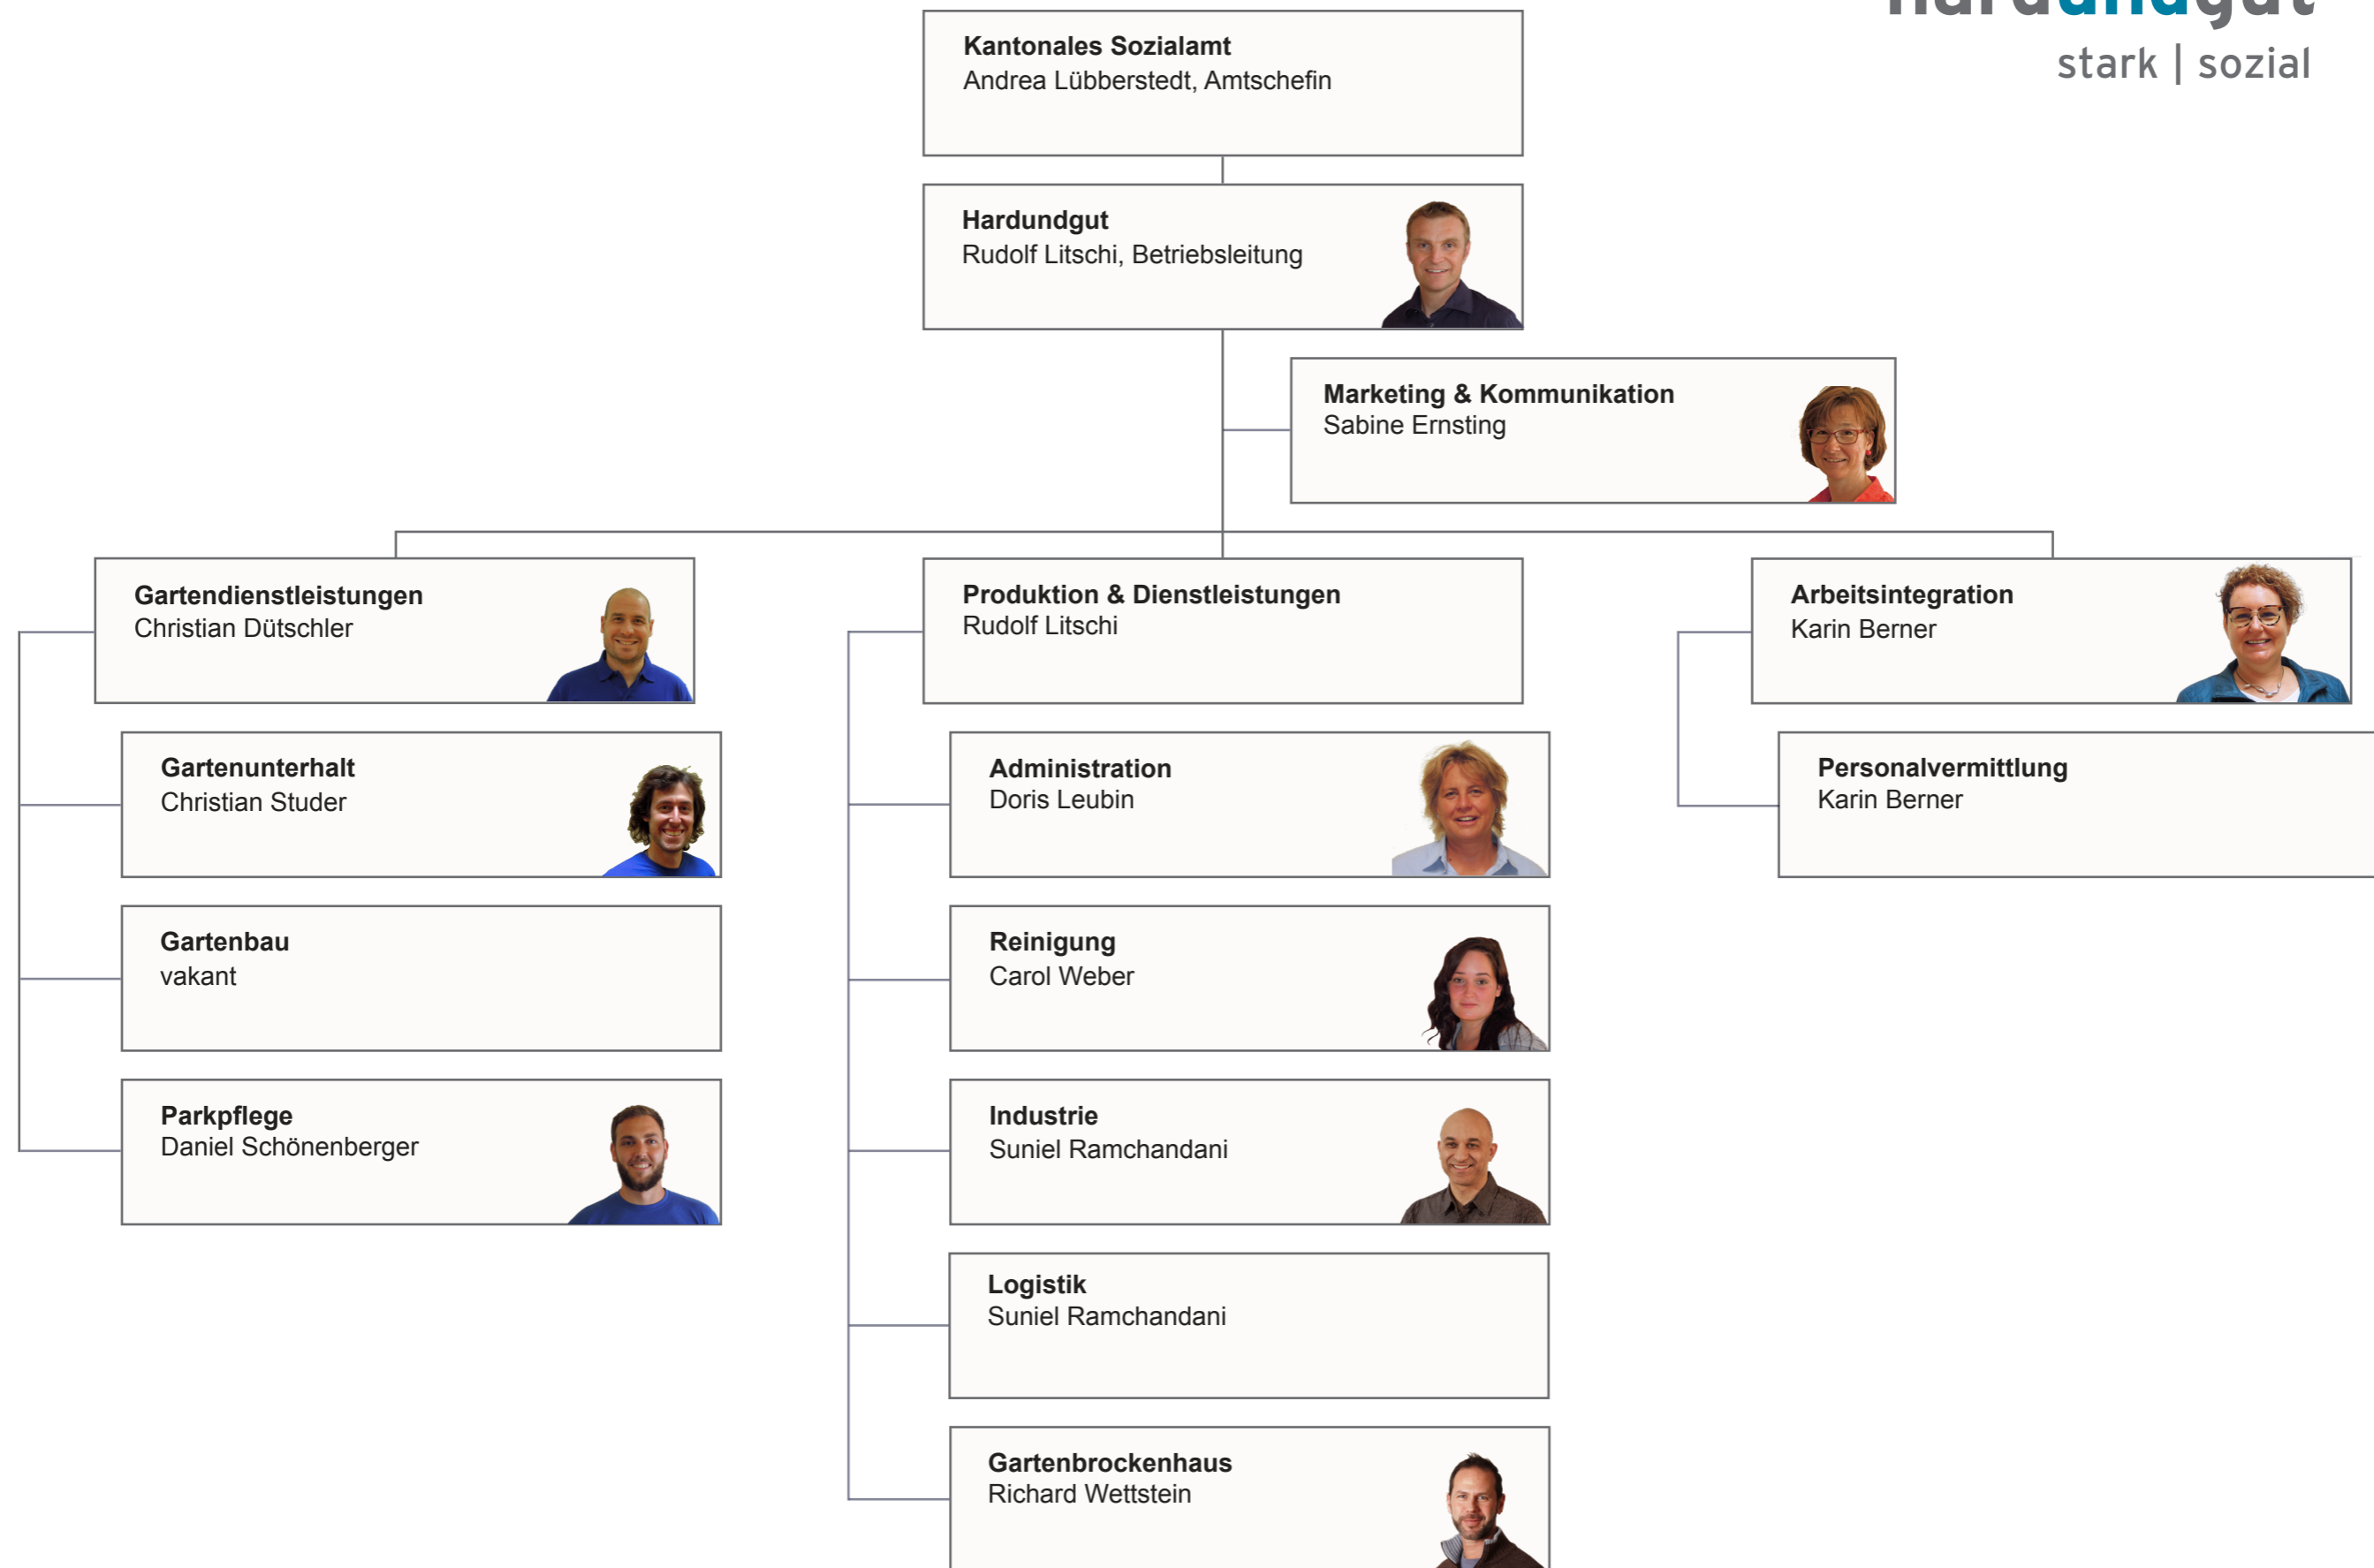 hardundgut
stark | sozial
Kantonales Sozialamt
Andrea Lübberstedt, Amtschefin
Hardundgut
Rudolf Litschi, Betriebsleitung
Marketing & Kommunikation
Sabine Ernsting
Gartendienstleistungen
Christian Dütschler
Gartenunterhalt
Christian Studer
Gartenbau
vakant
Parkpflege
Daniel Schönenberger
Produktion & Dienstleistungen
Rudolf Litschi
Administration
Doris Leubin
Reinigung
Carol Weber
Industrie
Suniel Ramchandani
Logistik
Suniel Ramchandani
Gartenbrockenhaus
Richard Wettstein
Arbeitsintegration
Karin Berner
Personalvermittlung
Karin Berner